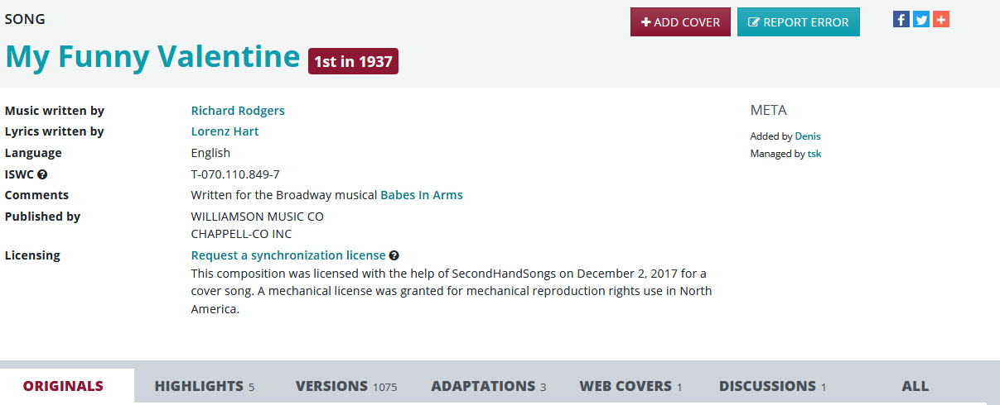 SONG
ADD COVER
REPORT ERROR
My Funny Valentine 1st in 1937
Music written by Richard Rodgers
Lyrics written by Lorenz Hart
Language English
ISWC T-070.110.849-7
Comments Written for the Broadway musical Babes In Arms
Published by WILLIAMSON MUSIC CO
CHAPPELL-CO INC
Licensing Request a synchronization license
This composition was licensed with the help of SecondHandSongs on December 2, 2017 for a
cover song. A mechanical license was granted for mechanical reproduction rights use in North
America.
META
Added by Denis
Managed by tsk
ORIGINALS HIGHLIGHTS 5 VERSIONS 1075 ADAPTATIONS 3 WEB COVERS 1 DISCUSSIONS 1 ALL